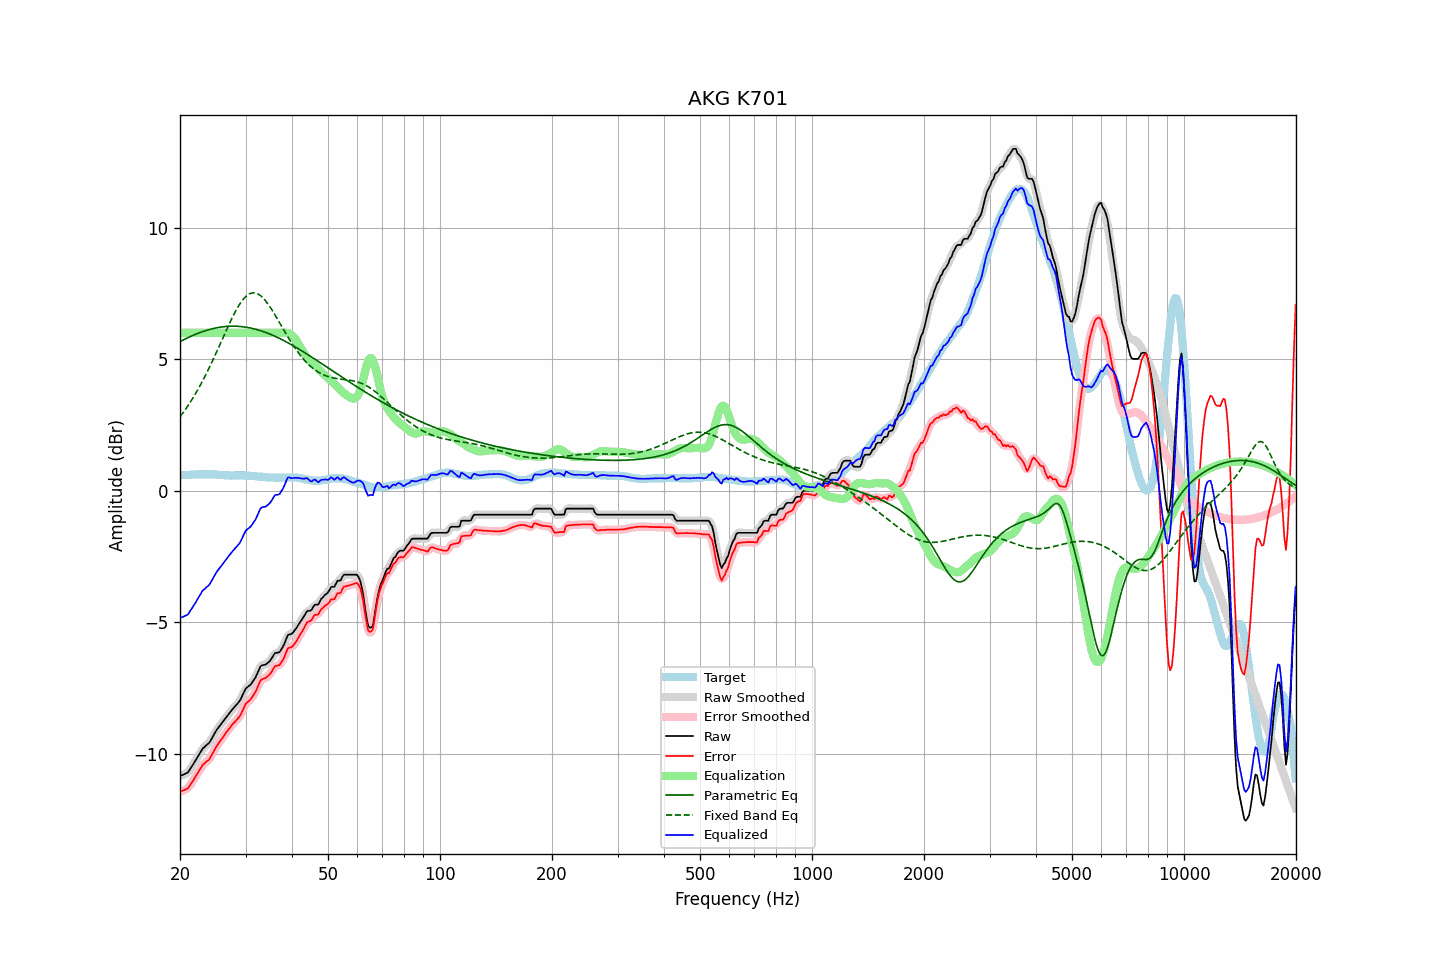 AKG K701
Amplitude (dBr)
10
5
0
−5
−10
Target
Raw Smoothed
Error Smoothed
Raw
Error
Equalization
Parametric Eq
Fixed Band Eq
Equalized
20 50 100 200 500 1000 2000 5000 10000 20000
Frequency (Hz)